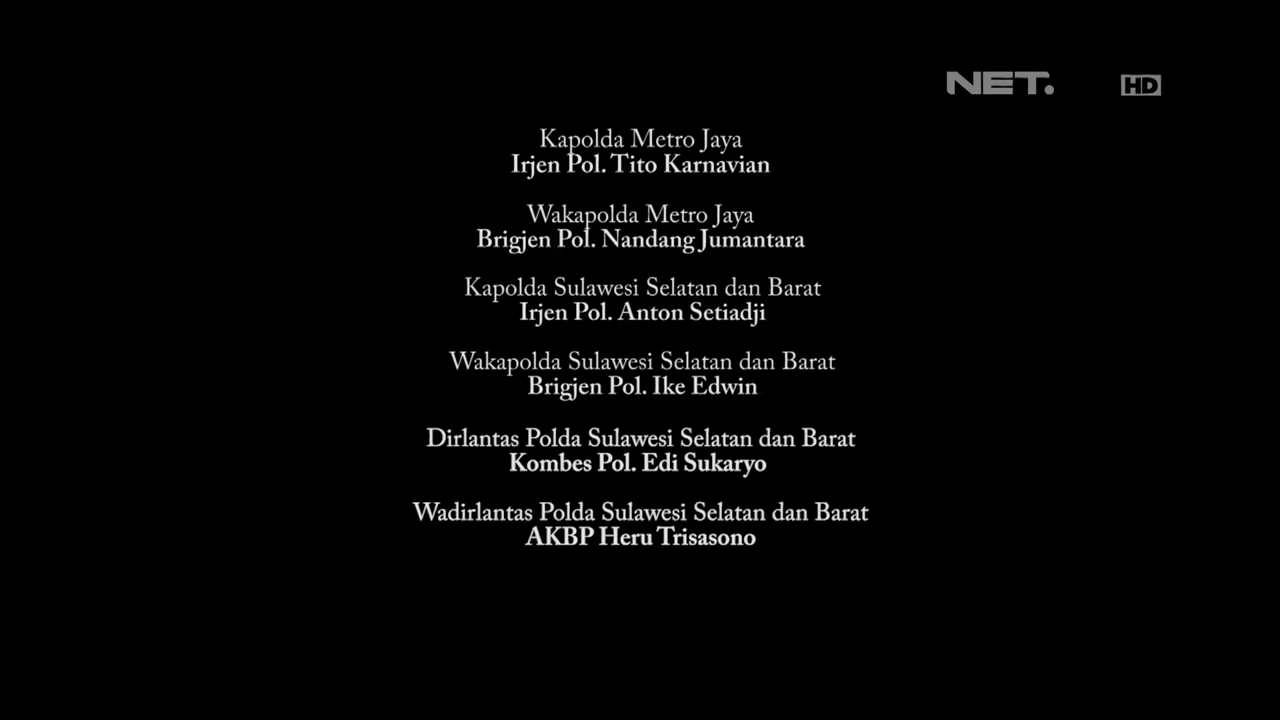 NET.
HD
Kapolda Metro Jaya
Irjen Pol. Tito Karnavian
Wakapolda Metro Jaya
Brigjen Pol. Nandang Jumantara
Kapolda Sulawesi Selatan dan Barat
Irjen Pol. Anton Setiadji
Wakapolda Sulawesi Selatan dan Barat
Brigjen Pol. Ike Edwin
Dirlantas Polda Sulawesi Selatan dan Barat
Kombes Pol. Edi Sukaryo
Wadirlantas Polda Sulawesi Selatan dan Barat
AKBP Heru Trisasono